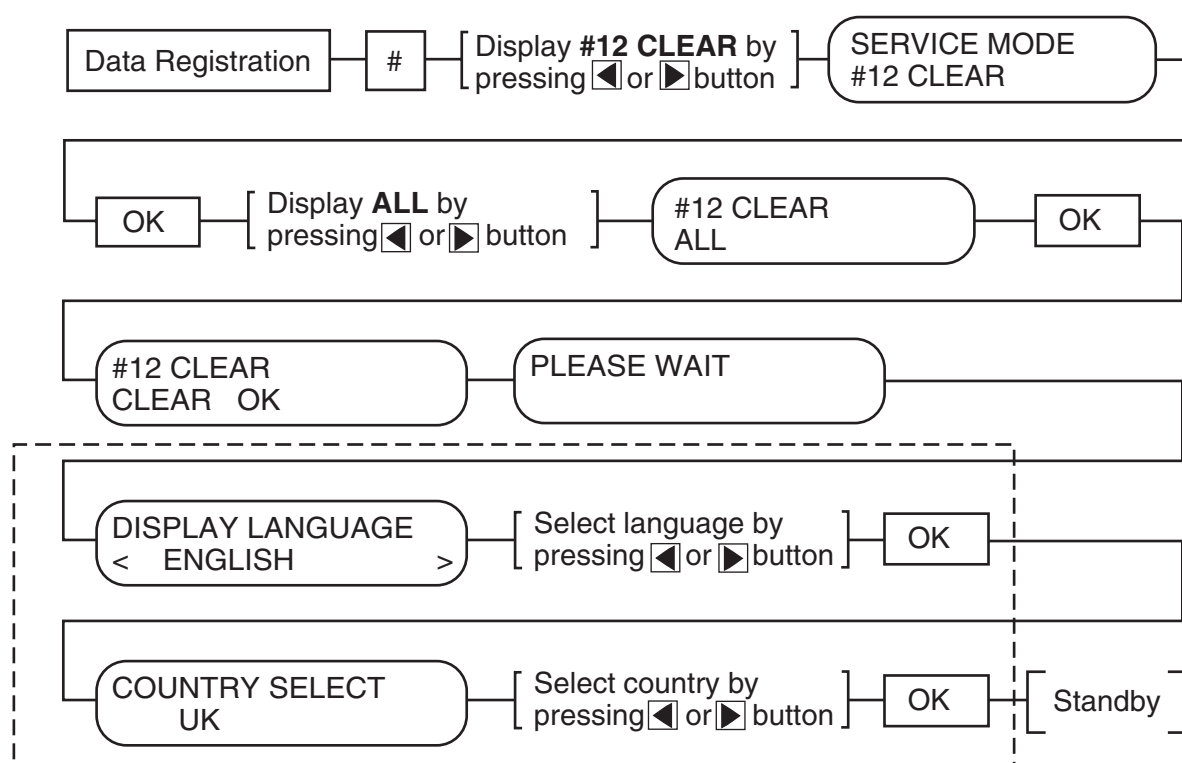 Data Registration
#
Display #12 CLEAR by
pressing ◀ or ▶ button
SERVICE MODE
#12 CLEAR
OK
Display ALL by
pressing ◀ or ▶ button
#12 CLEAR
ALL
OK
#12 CLEAR
CLEAR OK
PLEASE WAIT
DISPLAY LANGUAGE
< ENGLISH >
Select language by
pressing ◀ or ▶ button
OK
COUNTRY SELECT
UK
Select country by
pressing ◀ or ▶ button
OK
Standby